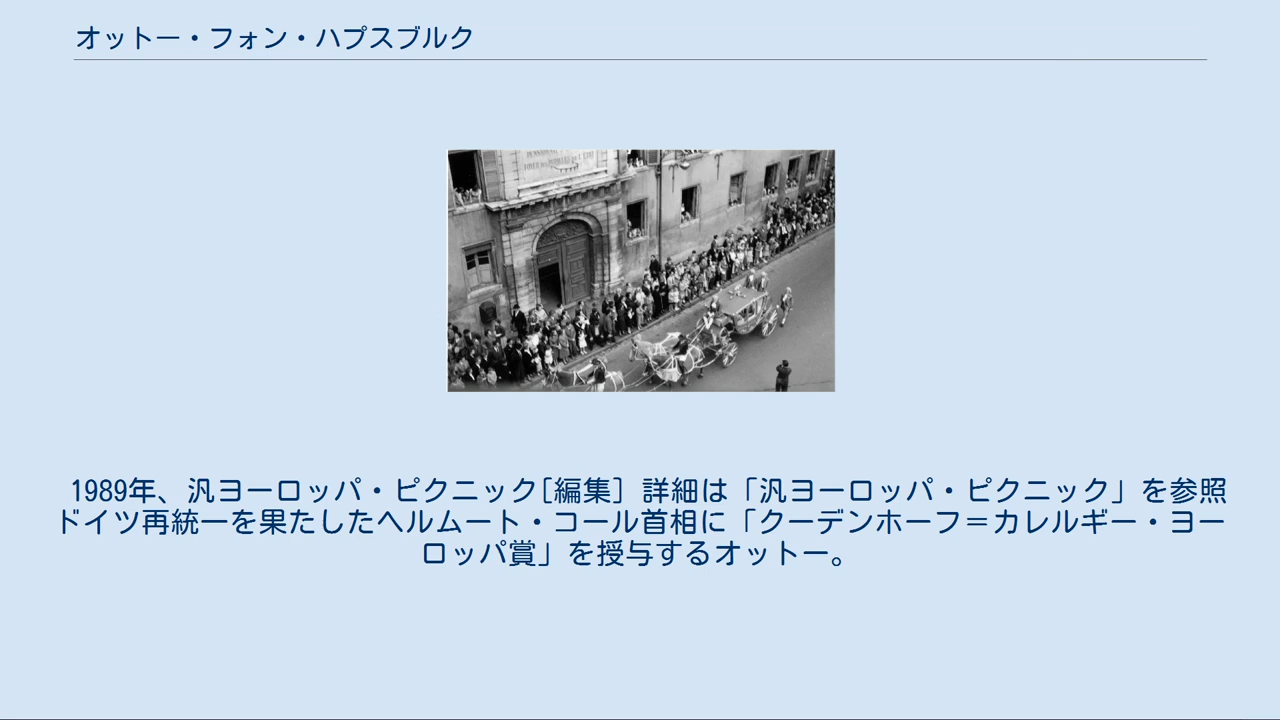 オットー・フォン・ハプスブルク
1989年、汎ヨーロッパ・ピクニック[編集] 詳細は「汎ヨーロッパ・ピクニック」を参照
ドイツ再統一を果たしたヘルムート・コール首相に「クーデンホーフ＝カレルギー・ヨー
ロッパ賞」を授与するオットー。